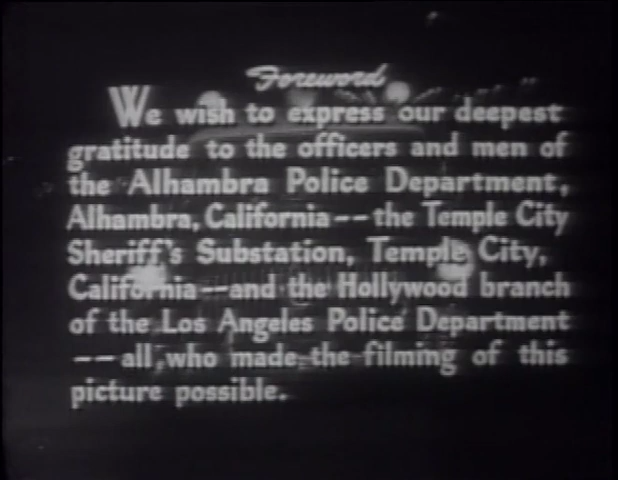 Foreword
We wish to express our deepest
gratitude to the officers and men of
the Alhambra Police Department,
Alhambra, California -- the Temple City
Sheriff's Substation, Temple City,
California -- and the Hollywood branch
of the Los Angeles Police Department
-- all, who made the filming of this
picture possible.